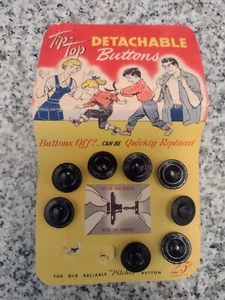 Tip-Top DETACHABLE
Buttons
Buttons Off?.. CAN BE Quickly Replaced
THE OLD RELIABLE "Pilcher" BUTTON
25¢